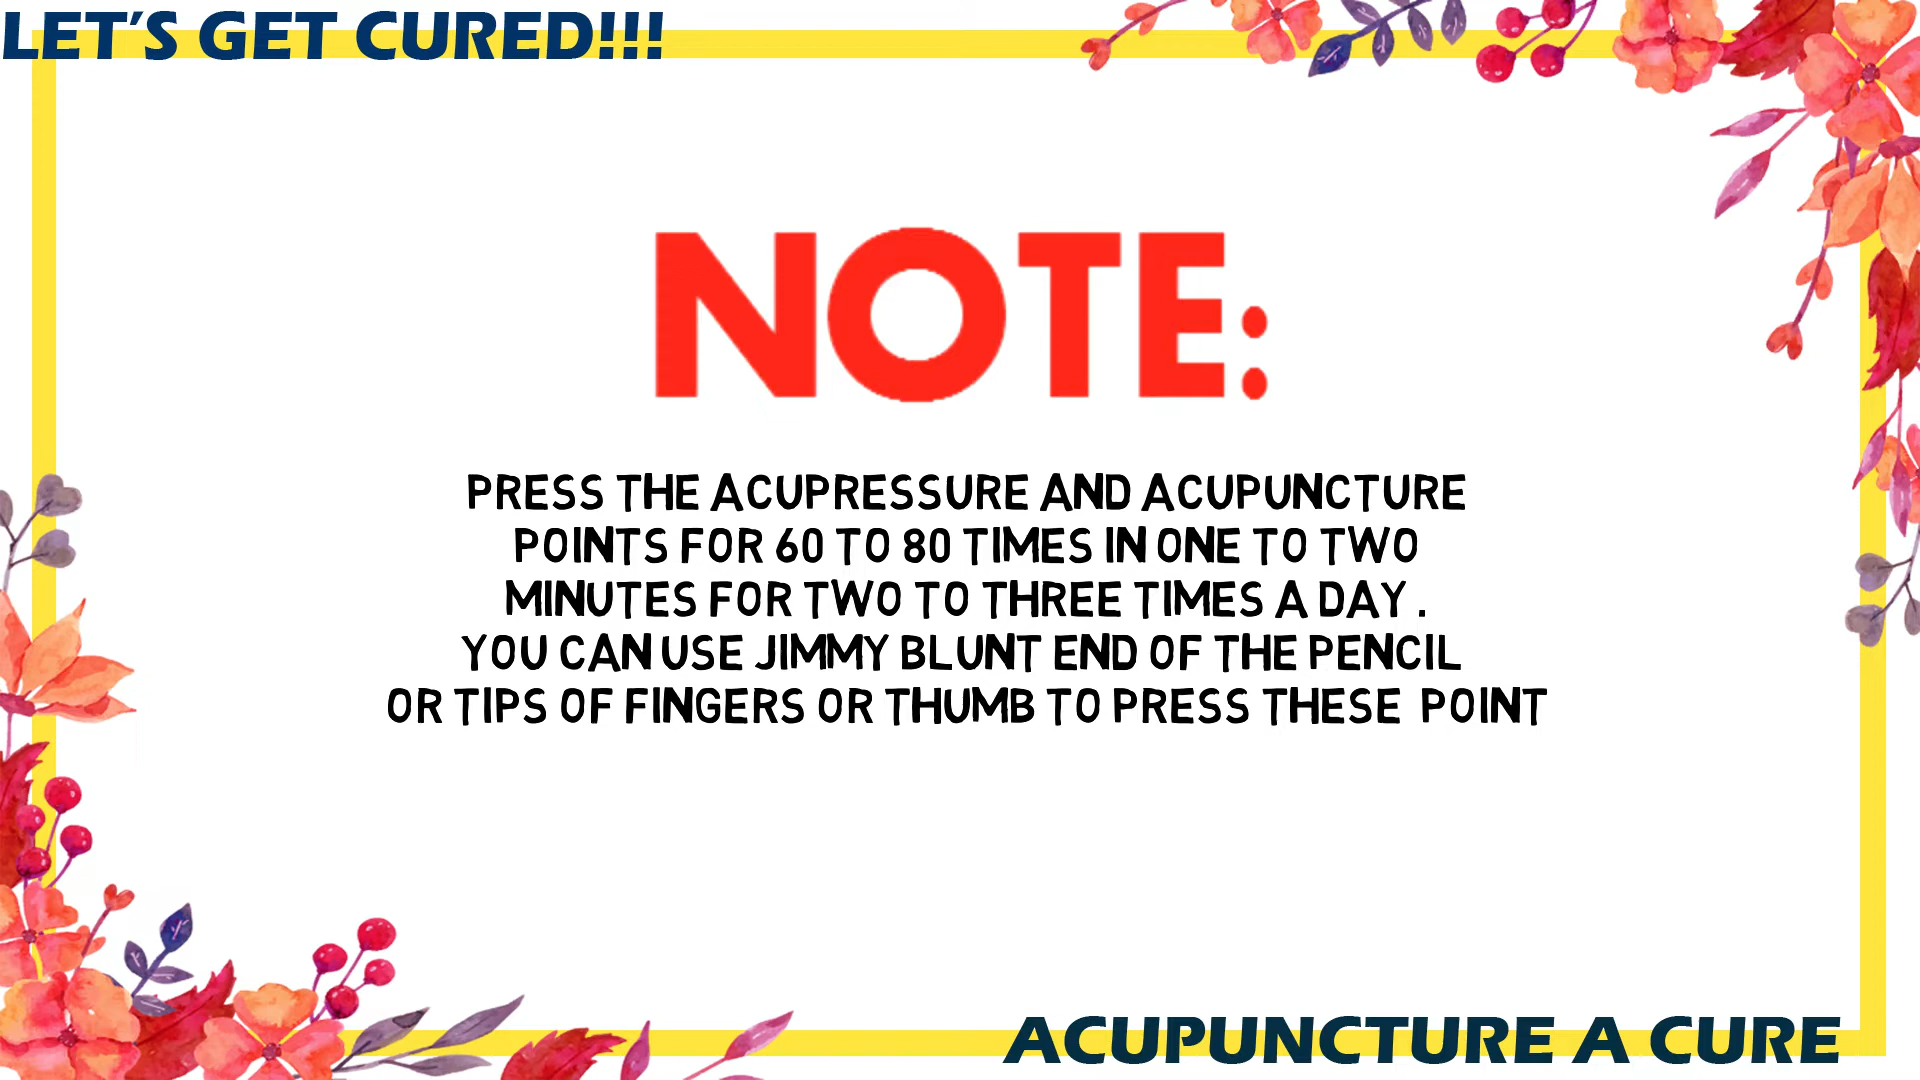 LET'S GET CURED!!!
NOTE:
PRESS THE ACUPRESSURE AND ACUPUNCTURE
POINTS FOR 60 TO 80 TIMES IN ONE TO TWO
MINUTES FOR TWO TO THREE TIMES A DAY .
YOU CAN USE JIMMY BLUNT END OF THE PENCIL
OR TIPS OF FINGERS OR THUMB TO PRESS THESE POINT
ACUPUNCTURE A CURE